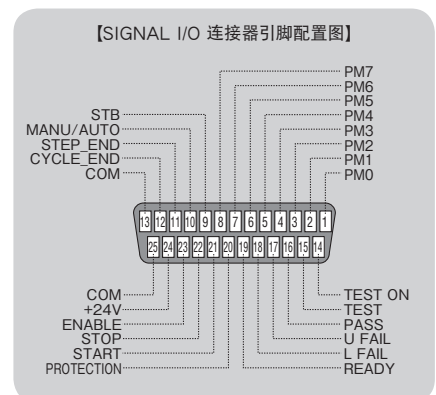 【SIGNAL I/O 连接器引脚配置图】
PM7
PM6
PM5
PM4
PM3
PM2
PM1
PM0
STB
MANU/AUTO
STEP_END
CYCLE_END
COM
13 12 11 10 9 8 7 6 5 4 3 2 1
25 24 23 22 21 20 19 18 17 16 15 14
COM
+24V
ENABLE
STOP
START
PROTECTION
TEST ON
TEST
PASS
U FAIL
L FAIL
READY